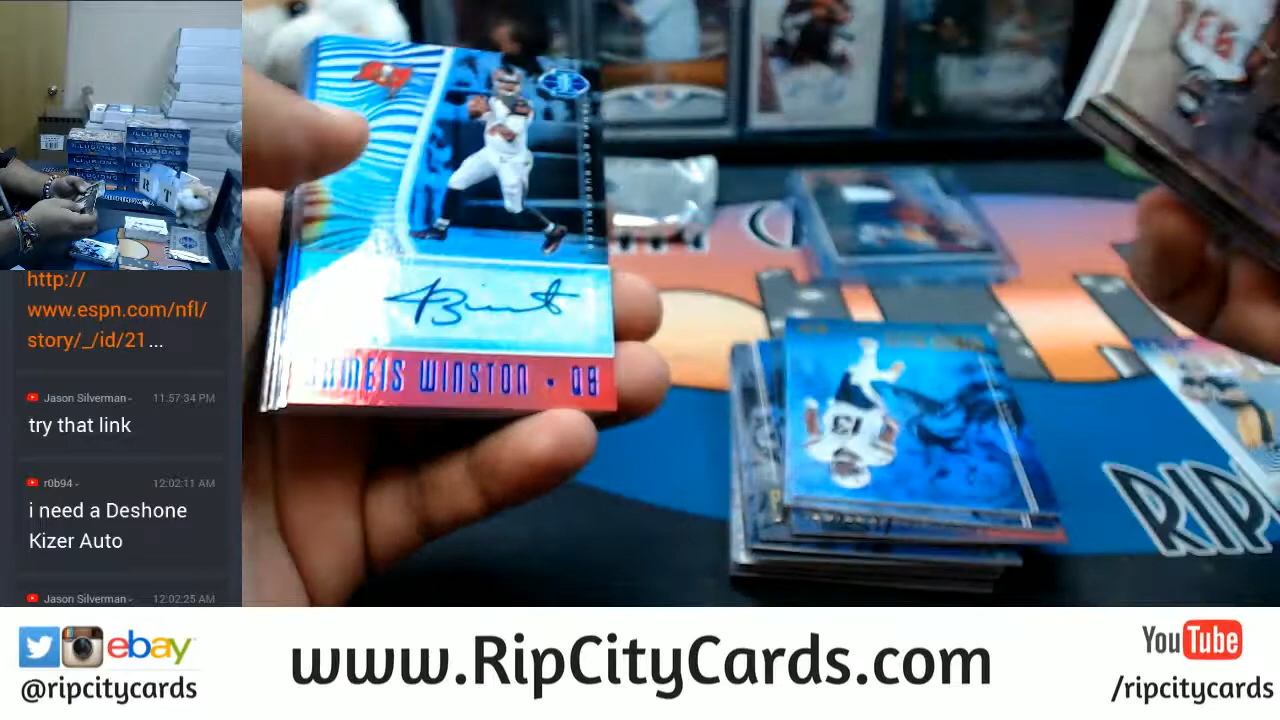 http://
www.espn.com/nfl/
story/_/id/21...
Jason Silverman 11:57:34 PM
try that link
r0b94 12:02:11 AM
i need a Deshone
Kizer Auto
Jason Silverman 12:02:25 AM
ILLUSIONS
JAMEIS WINSTON • QB
13
RIP
ebay
@ripcitycards
www.RipCityCards.com
YouTube
/ripcitycards